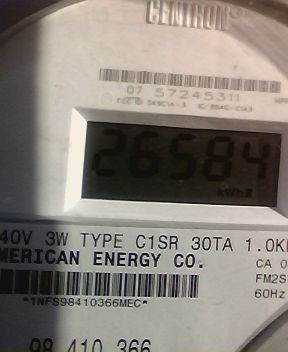 CENTRON
07 57245311
26584
kWh
40V 3W TYPE C1SR 30TA 1.0K
MERICAN ENERGY CO.
CA 0
FM2S
60Hz
*1NFS98410366MEC*
98 410 366